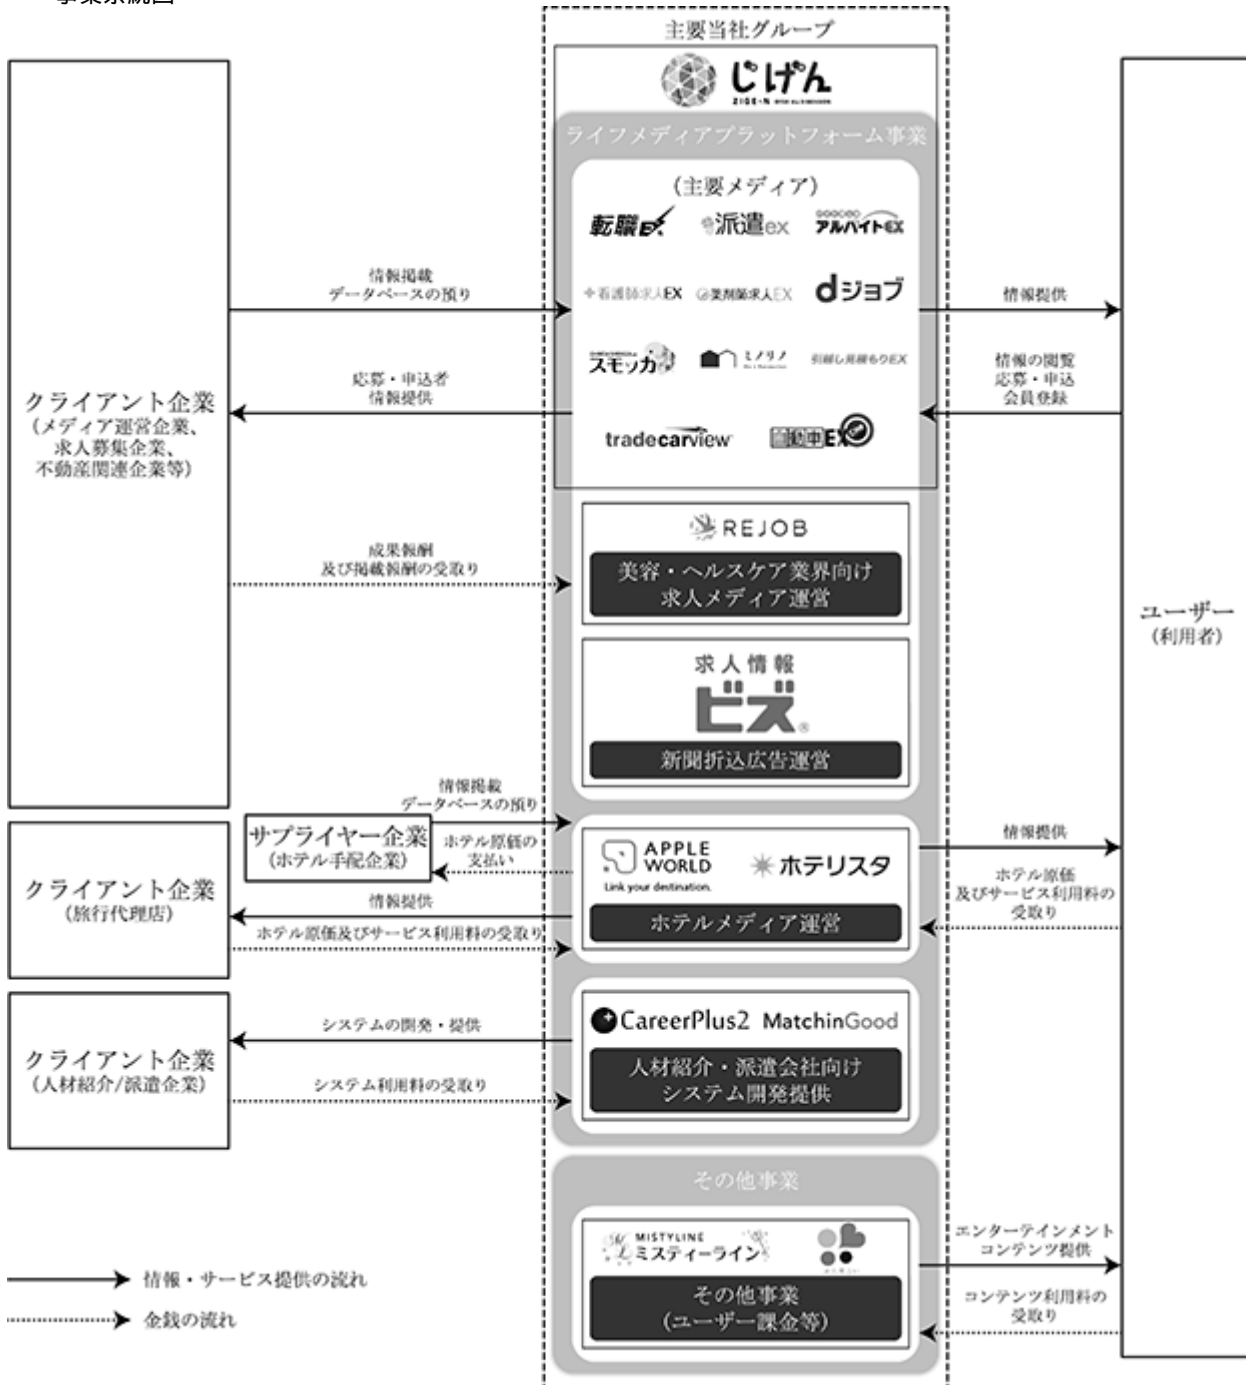 事業系統図
主要当社グループ
じげん
ZIGExN
ライフメディアプラットフォーム事業
(主要メディア)
転職EX
派遣ex
アルバイトEX
看護師求人EX
薬剤師求人EX
dジョブ
スモッカ
ミノリノ
引越し見積もりEX
tradecarview
自動車EX
REJOB
美容・ヘルスケア業界向け
求人メディア運営
求人情報
ビズ®
新聞折込広告運営
APPLE
WORLD
Link your destination.
ホテリスタ
ホテルメディア運営
CareerPlus2
MatchinGood
人材紹介・派遣会社向け
システム開発提供
その他事業
MISTYLINE
ミスティーライン
その他事業
(ユーザー課金等)
クライアント企業
(メディア運営企業、
求人募集企業、
不動産関連企業等)
情報掲載
データベースの預り
応募・申込者
情報提供
成果報酬
及び掲載報酬の受取り
情報掲載
データベースの預り
サプライヤー企業
(ホテル手配企業)
ホテル原価の
支払い
クライアント企業
(旅行代理店)
情報提供
ホテル原価及びサービス利用料の受取り
クライアント企業
(人材紹介/派遣企業)
システムの開発・提供
システム利用料の受取り
情報提供
情報の閲覧
応募・申込
会員登録
ユーザー
(利用者)
情報提供
ホテル原価
及びサービス利用料の
受取り
エンターテインメント
コンテンツ提供
コンテンツ利用料の
受取り
情報・サービス提供の流れ
金銭の流れ